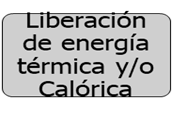 Liberación
de energía
térmica y/o
Calórica